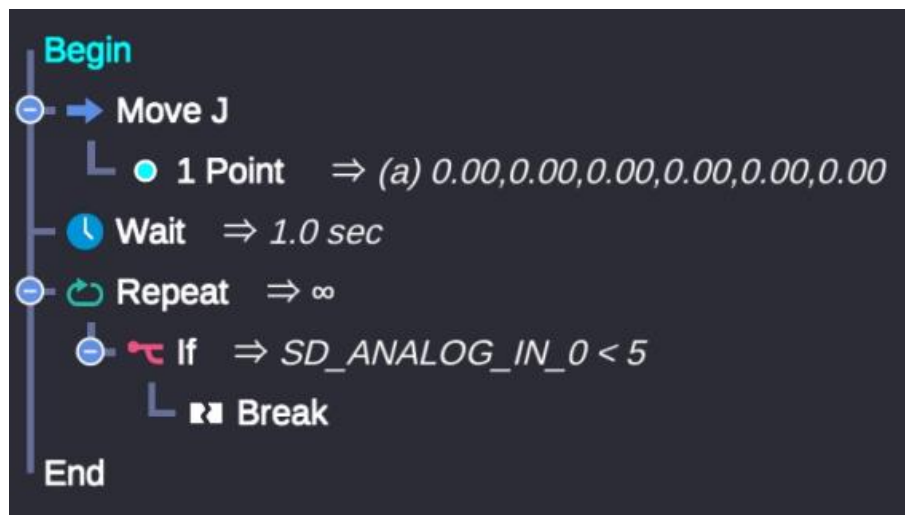 Begin
Move J
1 Point ⇒ (a) 0.00,0.00,0.00,0.00,0.00,0.00
Wait ⇒ 1.0 sec
Repeat ⇒ ∞
If ⇒ SD_ANALOG_IN_0 < 5
Break
End